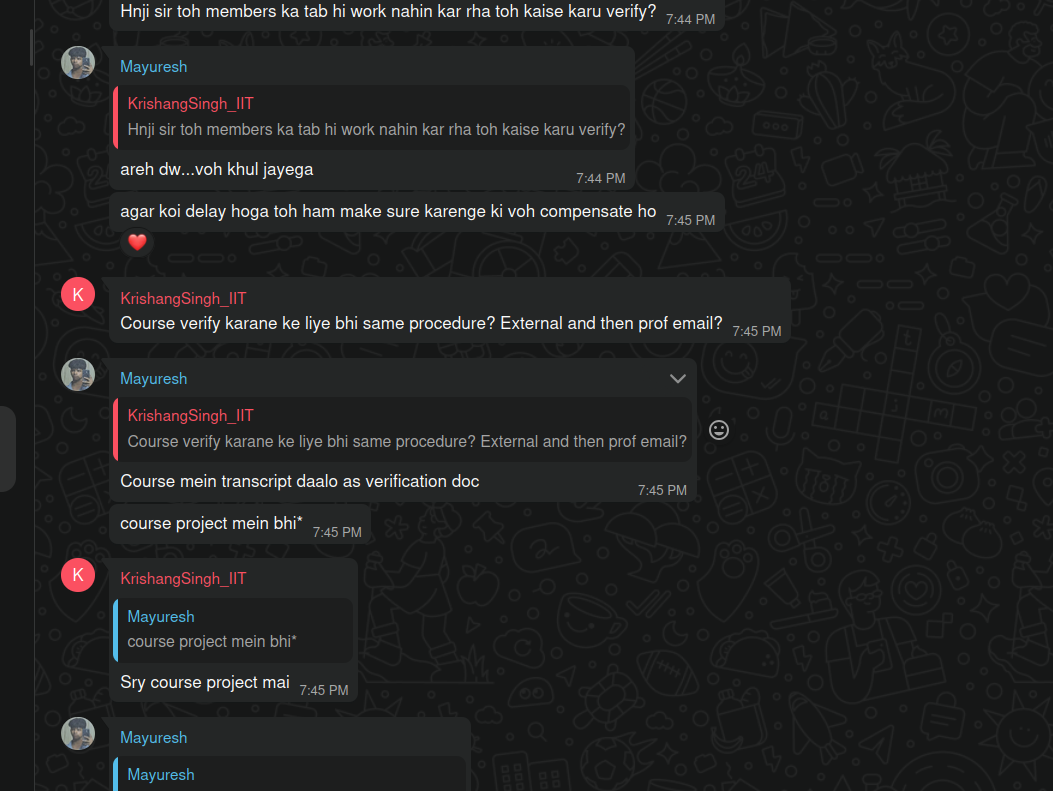 Hnji sir toh members ka tab hi work nahin kar rha toh kaise karu verify? 7:44 PM
Mayuresh
KrishangSingh_IIT
Hnji sir toh members ka tab hi work nahin kar rha toh kaise karu verify?
areh dw...voh khul jayega
7:44 PM
agar koi delay hoga toh ham make sure karenge ki voh compensate ho 7:45 PM
K
KrishangSingh_IIT
Course verify karane ke liye bhi same procedure? External and then prof email? 7:45 PM
Mayuresh
KrishangSingh_IIT
Course verify karane ke liye bhi same procedure? External and then prof email?
Course mein transcript daalo as verification doc
7:45 PM
course project mein bhi* 7:45 PM
K
KrishangSingh_IIT
Mayuresh
course project mein bhi*
Sry course project mai 7:45 PM
Mayuresh
Mayuresh